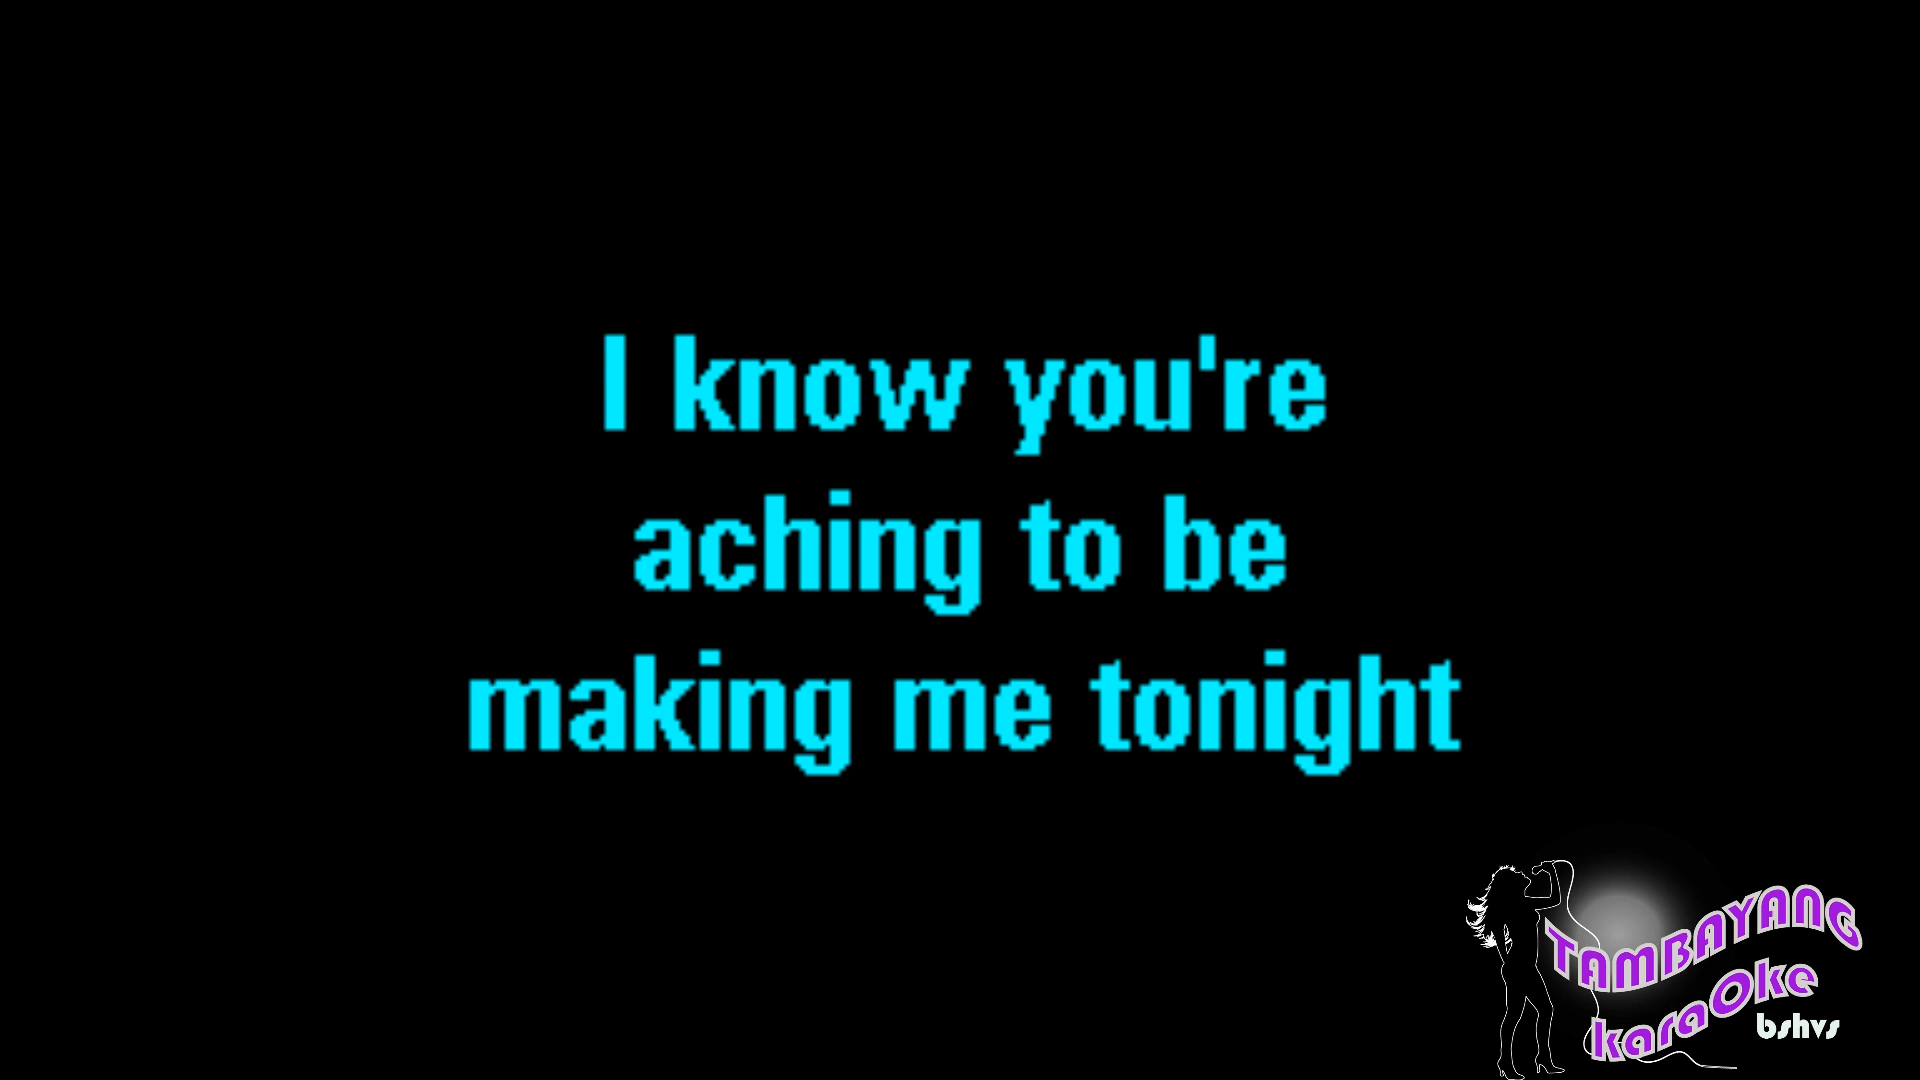 I know you're
aching to be
making me tonight
TAMBAYANG
karaOke
bshvs